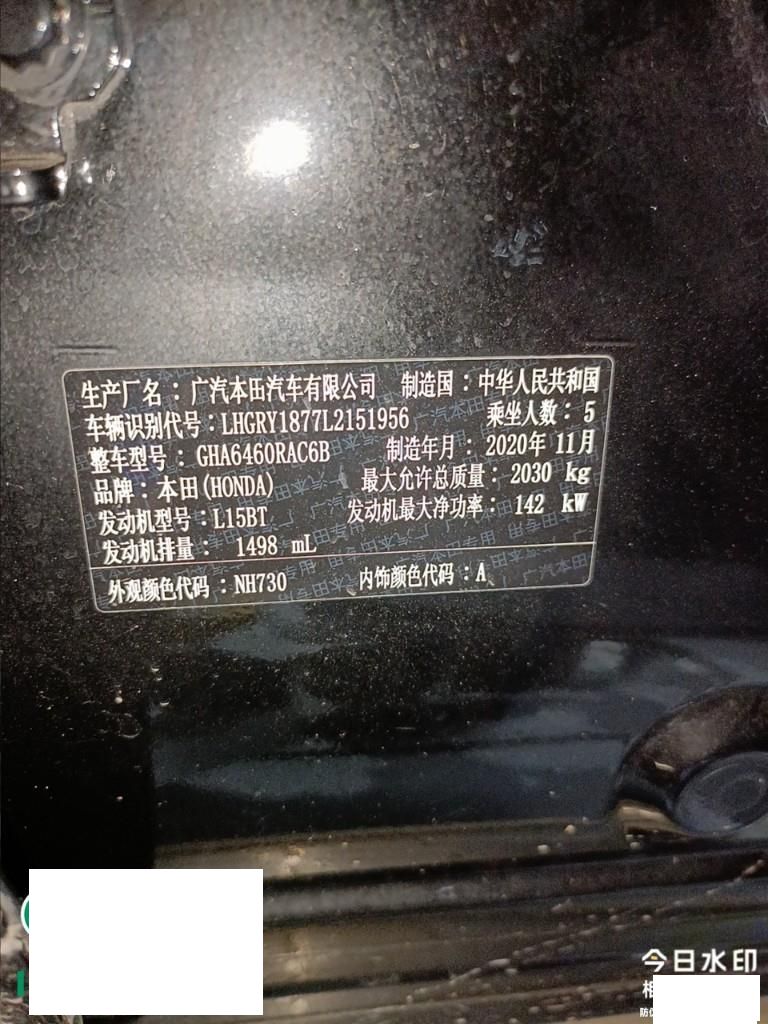 生产厂名：广汽本田汽车有限公司 制造国：中华人民共和国
车辆识别代号：LHGRY1877L2151956 乘坐人数：5
整车型号：GHA6460RAC6B 制造年月：2020年11月
品牌：本田(HONDA) 最大允许总质量：2030 kg
发动机型号：L15BT 发动机最大净功率：142 kW
发动机排量：1498 mL
外观颜色代码：NH730 内饰颜色代码：A
今日水印
相
防伪